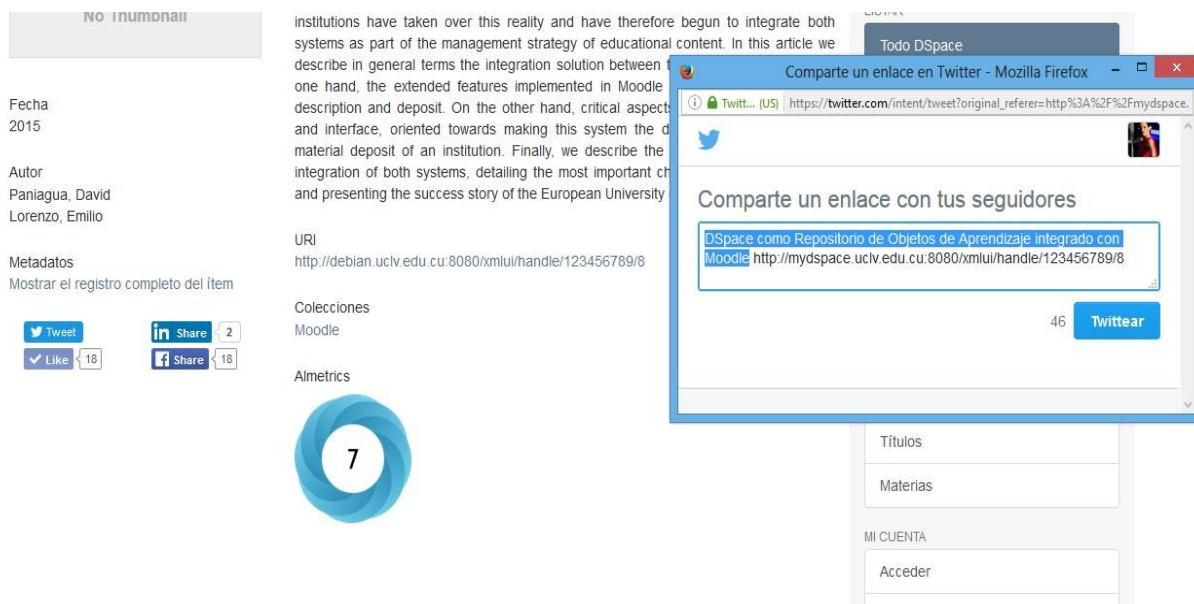 No Thumbnail
Fecha
2015
Autor
Paniagua, David
Lorenzo, Emilio
Metadatos
Mostrar el registro completo del ítem
Tweet
in Share 2
Like 18
f Share 18
institutions have taken over this reality and have therefore begun to integrate both
systems as part of the management strategy of educational content. In this article we
describe in general terms the integration solution between
one hand, the extended features implemented in Moodle
description and deposit. On the other hand, critical aspects
and interface, oriented towards making this system the
material deposit of an institution. Finally, we describe the
integration of both systems, detailing the most important
and presenting the success story of the European University
URI
http://debian.uclv.edu.cu:8080/xmlui/handle/123456789/8
Colecciones
Moodle
Almetrics
7
LISTAR
Todo DSpace
Comparte un enlace en Twitter - Mozilla Firefox
Twitt... (US) https://twitter.com/intent/tweet?original_referer=http%3A%2F%2Fmydspace.
Comparte un enlace con tus seguidores
DSpace como Repositorio de Objetos de Aprendizaje integrado con
Moodle http://mydspace.uclv.edu.cu:8080/xmlui/handle/123456789/8
46 Twittear
Títulos
Materias
MI CUENTA
Acceder